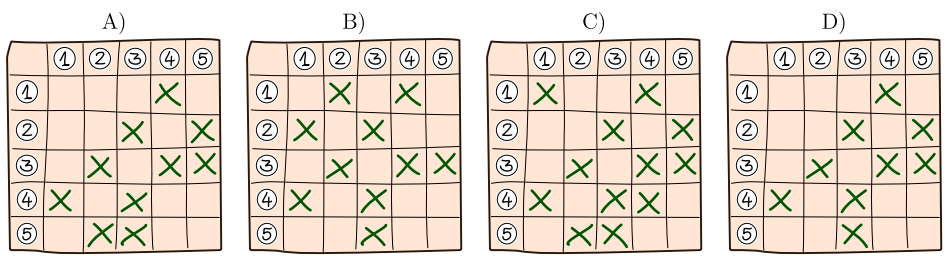 A)
① ② ③ ④ ⑤
① X
② X X
③ X X X
④ X X
⑤ X X
B)
① ② ③ ④ ⑤
① X X
② X X
③ X X X
④ X X
⑤ X
C)
① ② ③ ④ ⑤
① X X
② X X
③ X X X
④ X X X
⑤ X X
D)
① ② ③ ④ ⑤
① X
② X X
③ X X X
④ X X
⑤ X